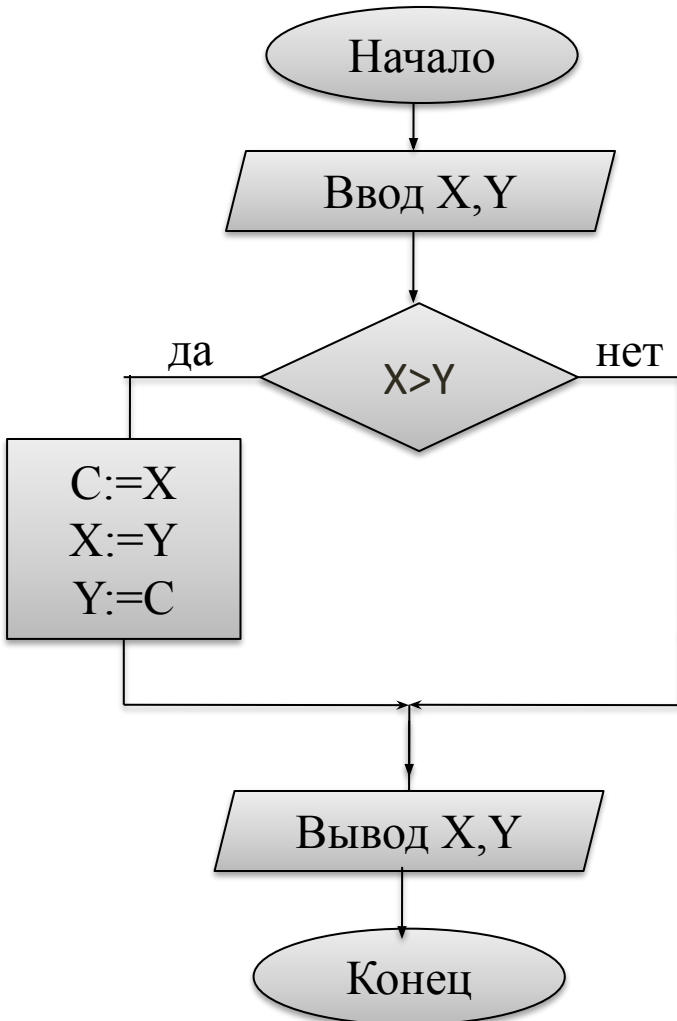 Начало
Ввод X,Y
X>Y
да
нет
C:=X
X:=Y
Y:=C
Вывод X,Y
Конец